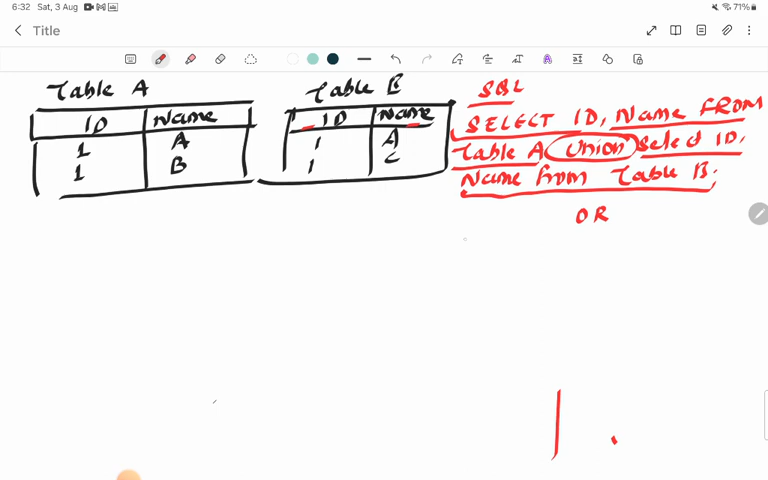 6:32 Sat, 3 Aug
71%
Title
Table A
ID Name
1 A
1 B
Table B
ID Name
1 A
1 C
SQL
SELECT ID, Name FROM
Table A Union Select ID,
Name from Table B;
OR